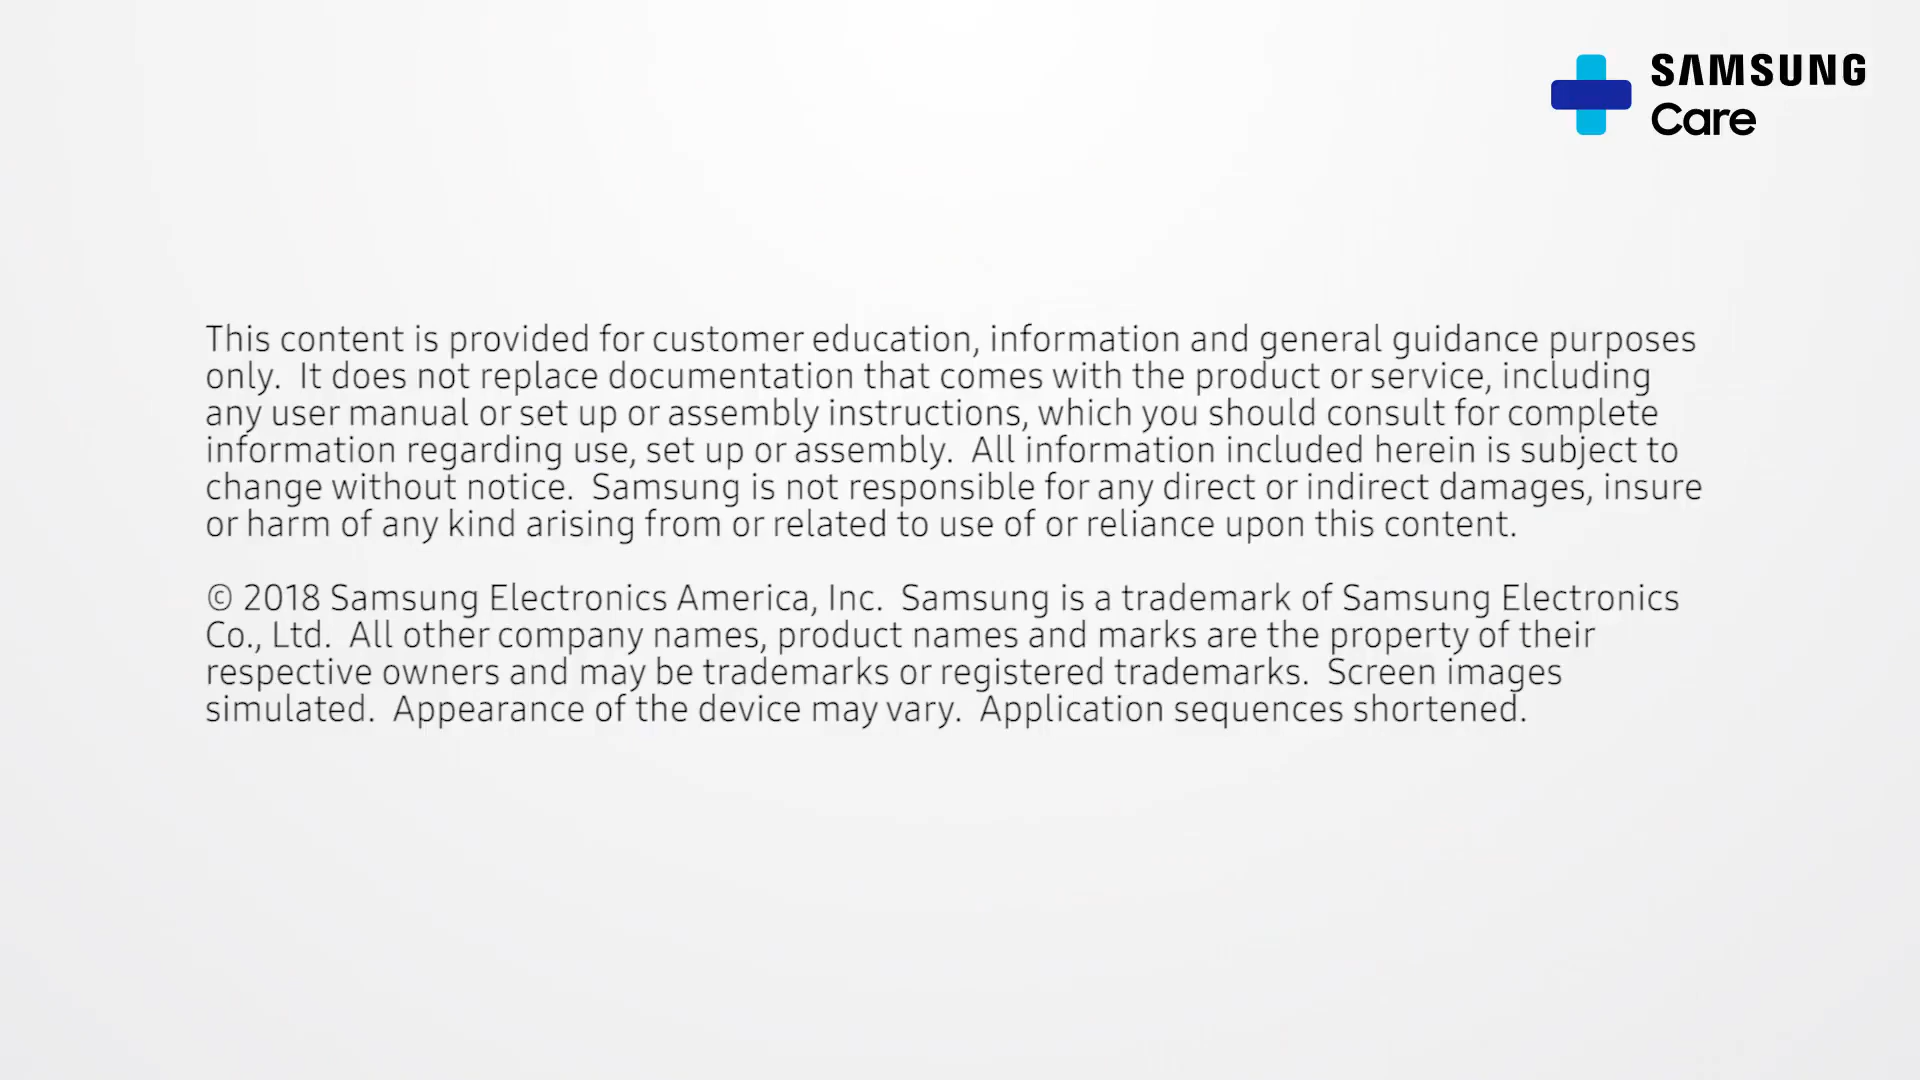 SAMSUNG
Care
This content is provided for customer education, information and general guidance purposes
only.  It does not replace documentation that comes with the product or service, including
any user manual or set up or assembly instructions, which you should consult for complete
information regarding use, set up or assembly.  All information included herein is subject to
change without notice.  Samsung is not responsible for any direct or indirect damages, insure
or harm of any kind arising from or related to use of or reliance upon this content.
© 2018 Samsung Electronics America, Inc.  Samsung is a trademark of Samsung Electronics
Co., Ltd.  All other company names, product names and marks are the property of their
respective owners and may be trademarks or registered trademarks.  Screen images
simulated.  Appearance of the device may vary.  Application sequences shortened.